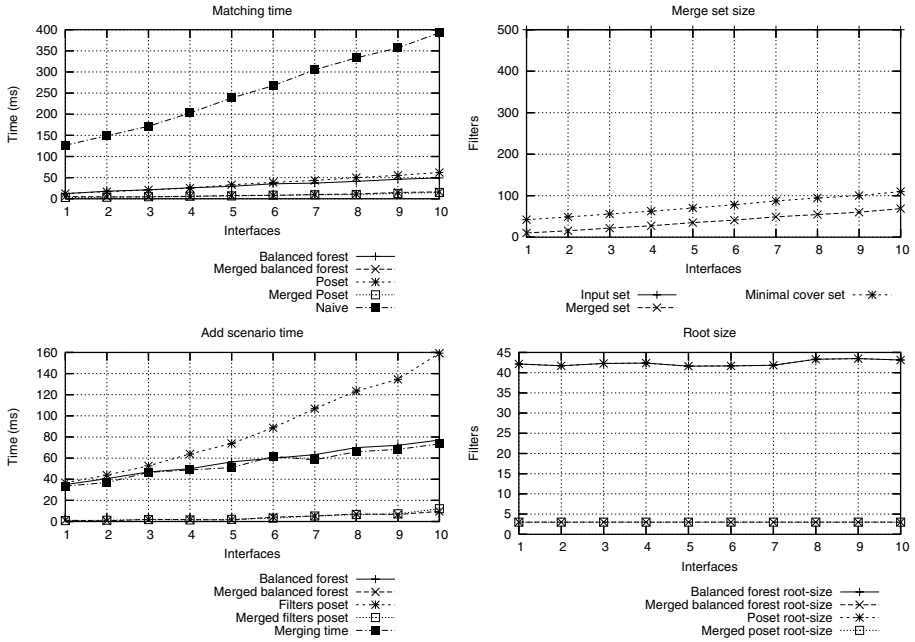 Matching time
400
350
300
250
200
150
100
50
0
Time (ms)
1 2 3 4 5 6 7 8 9 10
Interfaces
Balanced forest
Merged balanced forest
Poset
Merged Poset
Naive
Merge set size
500
400
300
200
100
0
Filters
1 2 3 4 5 6 7 8 9 10
Interfaces
Input set
Merged set
Minimal cover set
Add scenario time
160
140
120
100
80
60
40
20
0
Time (ms)
1 2 3 4 5 6 7 8 9 10
Interfaces
Balanced forest
Merged balanced forest
Filters poset
Merged filters poset
Merging time
Root size
45
40
35
30
25
20
15
10
5
0
Filters
1 2 3 4 5 6 7 8 9 10
Interfaces
Balanced forest root-size
Merged balanced forest root-size
Poset root-size
Merged poset root-size